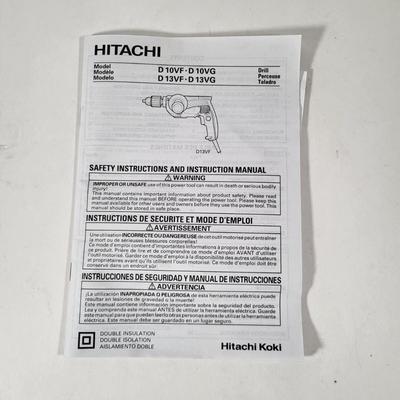 HITACHI
Model D 10VF · D 10VG Drill
Modèle Perceuse
Modelo D 13VF · D 13VG Taladro
D13VF
SAFETY INSTRUCTIONS AND INSTRUCTION MANUAL
⚠ WARNING
IMPROPER OR UNSAFE use of this power tool can result in death or serious bodily
injury!
This manual contains important information about product safety. Please read
and understand this manual BEFORE operating the power tool. Please keep this
manual available for other users and owners before they use the power tool. This
manual should be stored in safe place.
INSTRUCTIONS DE SECURITE ET MODE D'EMPLOI
⚠ AVERTISSEMENT
Une utilisation INCORRECTE OU DANGEREUSE de cet outil motorisé peut entraîner
la mort ou de sérieuses blessures corporelles!
Ce mode d'emploi contient d'importantes informations à propos de la sécurité de
ce produit. Prière de lire et de comprendre ce mode d'emploi AVANT d'utiliser
l'outil motorisé. Garder ce mode d'emploi à la disponibilité des autres utilisateurs
et propriétaires avant qu'ils utilisent l'outil motorisé. Ce mode d'emploi doit être
conservé dans un endroit sûr.
INSTRUCCIONES DE SEGURIDAD Y MANUAL DE INSTRUCCIONES
⚠ ADVERTENCIA
¡La utilización INAPROPIADA O PELIGROSA de esta herramienta eléctrica puede
resultar en lesiones de gravedad o la muerte!
Este manual contiene información importante sobre la seguridad del producto.
Lea y comprenda este manual ANTES de utilizar la herramienta eléctrica. Guarde
este manual para que puedan leerlo otras personas antes de utilizar la herramienta
eléctrica. Este manual debe ser guardado en un lugar seguro.
DOUBLE INSULATION
DOUBLE ISOLATION
AISLAMIENTO DOBLE
Hitachi Koki